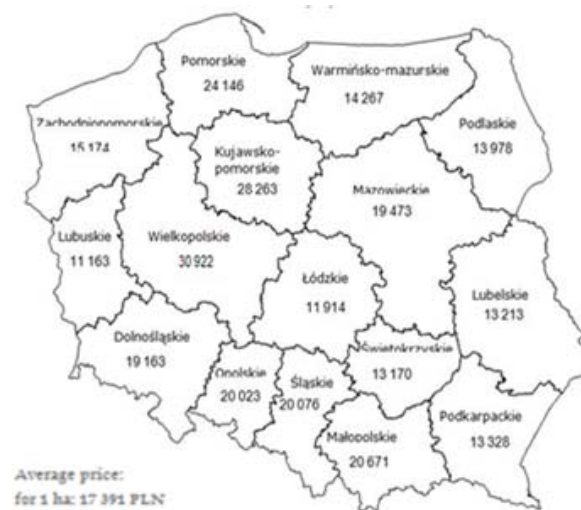 Pomorskie
24 146
Warmińsko-mazurskie
14 267
Zachodniopomorskie
15 174
Podlaskie
13 978
Kujawsko-
pomorskie
28 263
Mazowieckie
19 473
Lubuskie
11 163
Wielkopolskie
30 922
Łódzkie
11 914
Lubelskie
13 213
Dolnośląskie
19 163
Opolskie
20 023
Śląskie
20 076
Świętokrzyskie
13 170
Małopolskie
20 671
Podkarpackie
13 328
Average price:
for 1 ha: 17 391 PLN